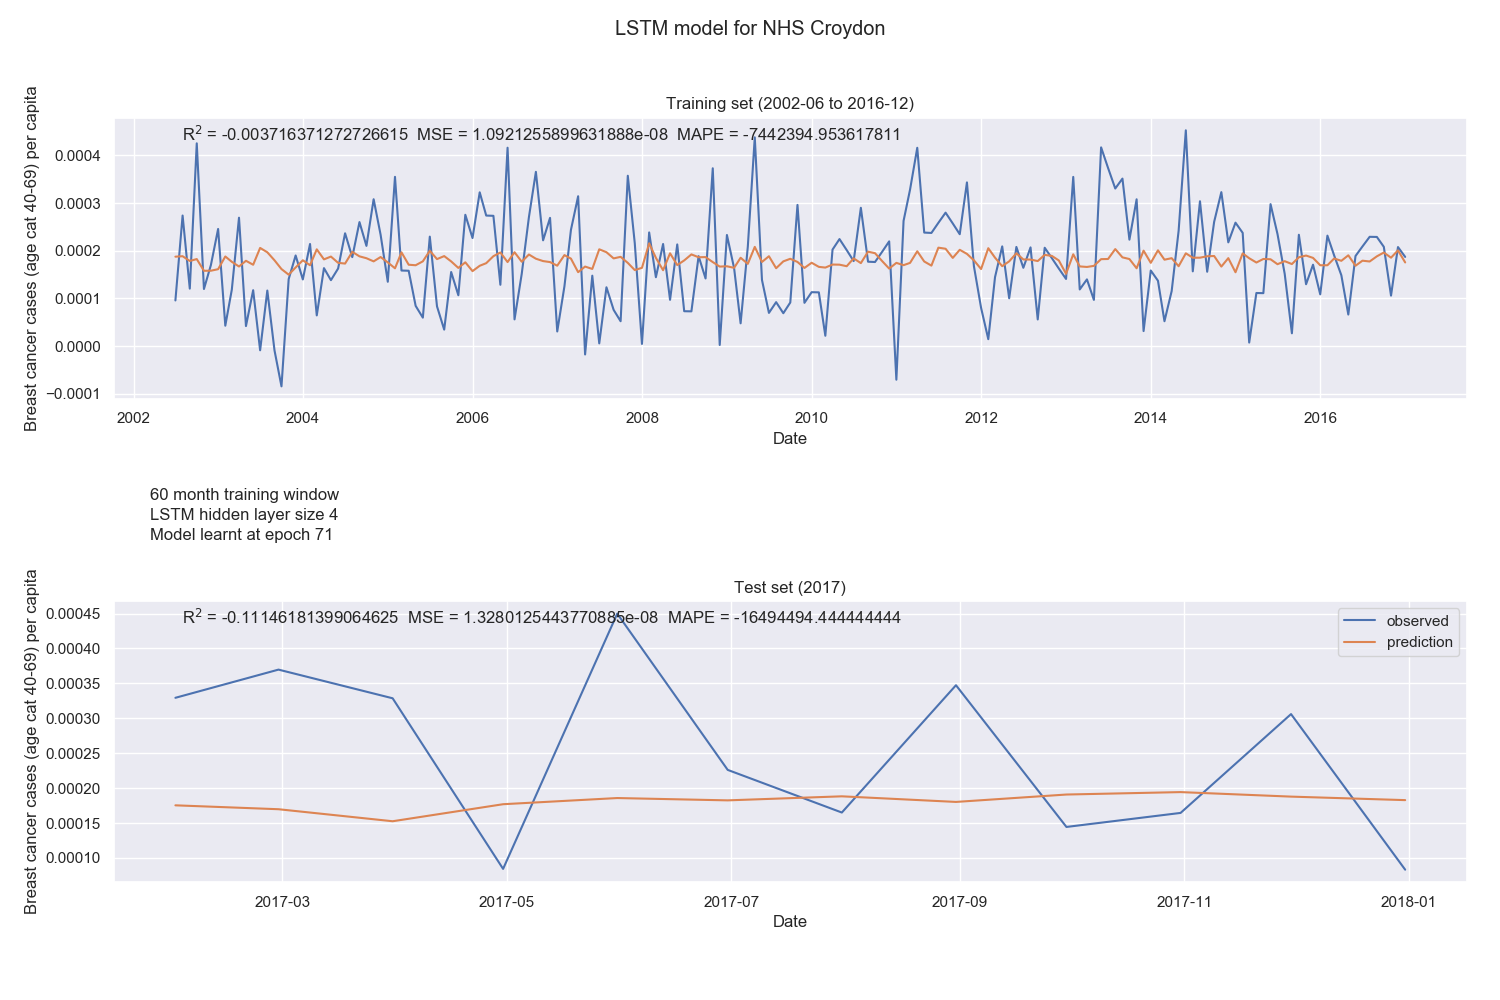 LSTM model for NHS Croydon
Training set (2002-06 to 2016-12)
R2 = -0.003716371272726615 MSE = 1.0921255899631888e-08 MAPE = -7442394.953617811
Breast cancer cases (age cat 40-69) per capita
0.0004
0.0003
0.0002
0.0001
0.0000
−0.0001
2002 2004 2006 2008 2010 2012 2014 2016
Date
60 month training window
LSTM hidden layer size 4
Model learnt at epoch 71
Test set (2017)
R2 = -0.11146181399064625 MSE = 1.3280125443770885e-08 MAPE = -16494494.444444444
observed
prediction
Breast cancer cases (age cat 40-69) per capita
0.00045
0.00040
0.00035
0.00030
0.00025
0.00020
0.00015
0.00010
2017-03 2017-05 2017-07 2017-09 2017-11 2018-01
Date